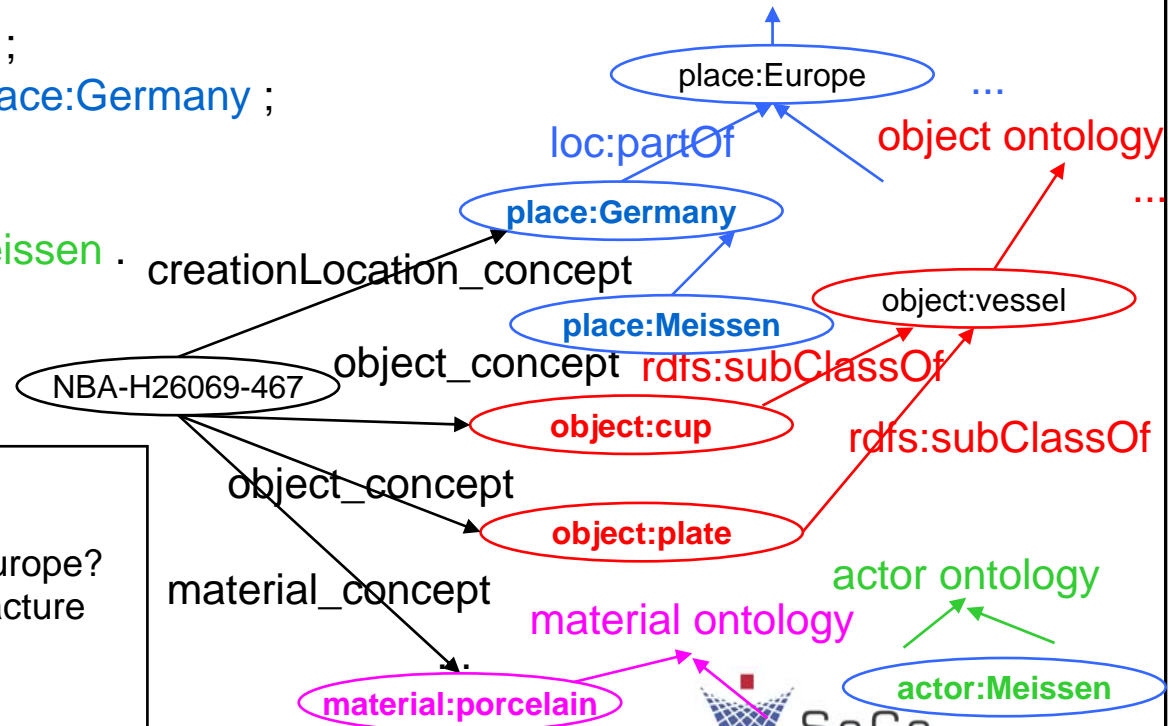 ;
place:Europe
...
ace:Germany ;
loc:partOf
object ontology
...
place:Germany
eissen .
creationLocation_concept
object:vessel
place:Meissen
object_concept
rdfs:subClassOf
NBA-H26069-467
object:cup
rdfs:subClassOf
object_concept
object:plate
urope?
acture
material_concept
actor ontology
material ontology
...
material:porcelain
actor:Meissen